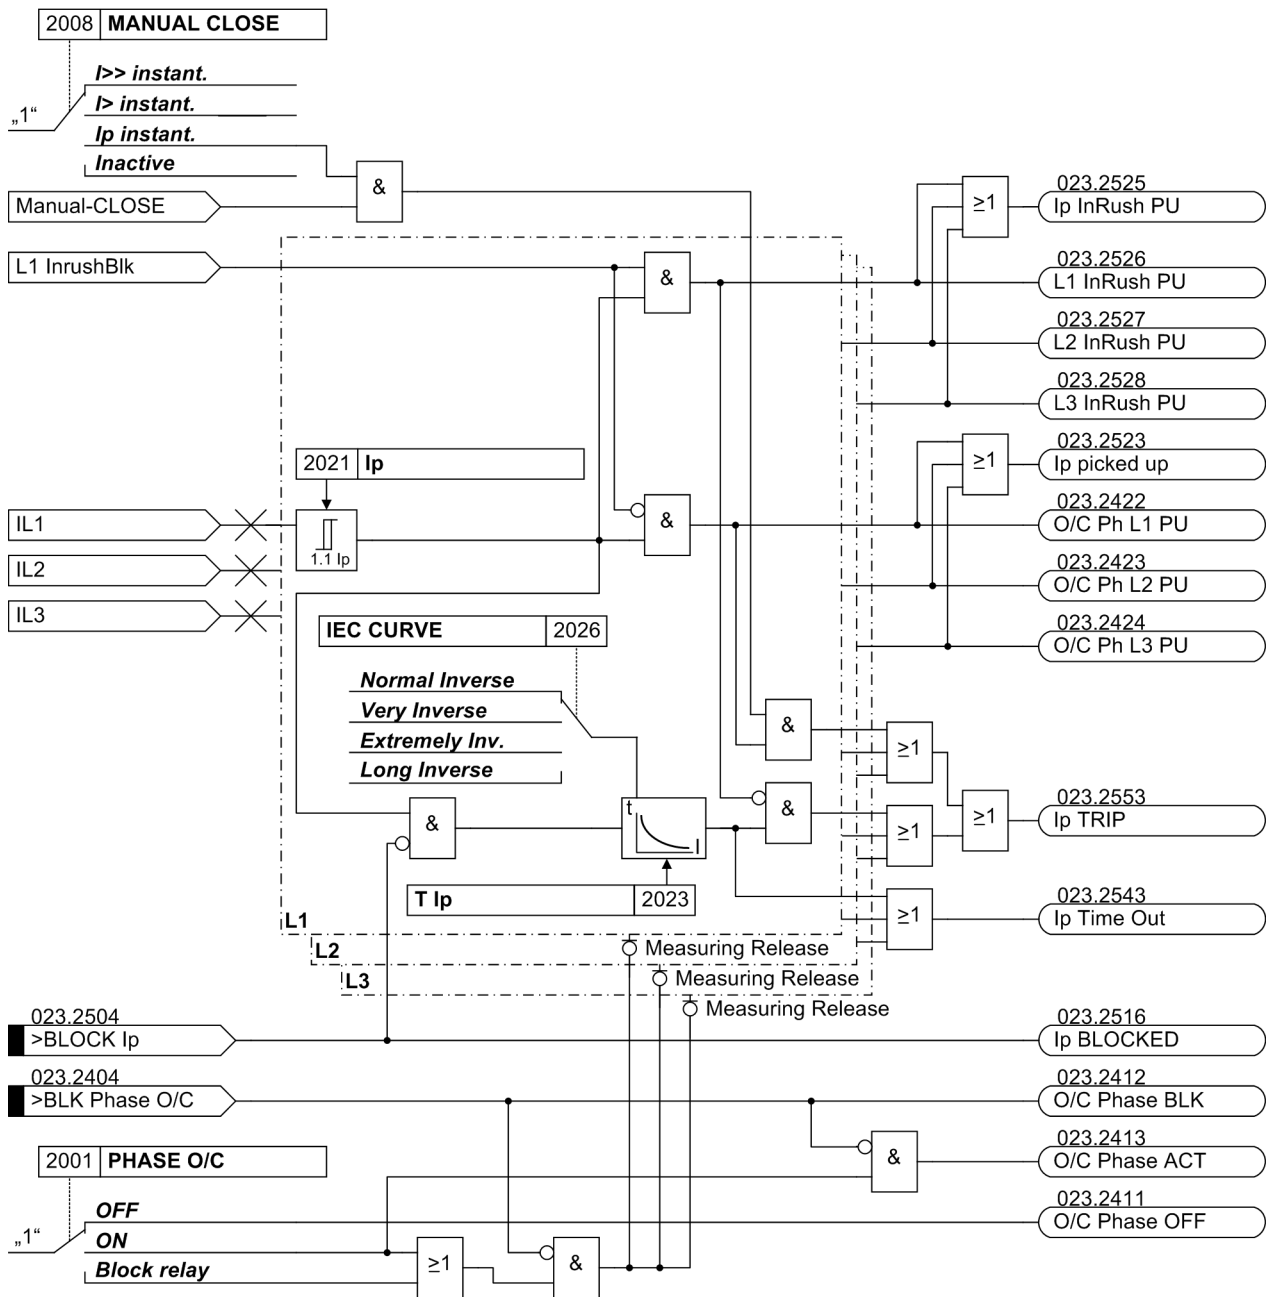 2008 MANUAL CLOSE
I>> instant.
„1“
I> instant.
Ip instant.
Inactive
&
Manual-CLOSE
L1 InrushBlk
&
≥1
023.2525
Ip InRush PU
023.2526
L1 InRush PU
023.2527
L2 InRush PU
023.2528
L3 InRush PU
2021 Ip
≥1
023.2523
Ip picked up
IL1
1.1 Ip
&
023.2422
O/C Ph L1 PU
IL2
023.2423
O/C Ph L2 PU
IL3
023.2424
O/C Ph L3 PU
IEC CURVE 2026
Normal Inverse
Very Inverse
Extremely Inv.
Long Inverse
&
≥1
&
t
I
&
≥1
≥1
023.2553
Ip TRIP
T Ip 2023
≥1
023.2543
Ip Time Out
L1
L2
Measuring Release
L3
Measuring Release
Measuring Release
023.2504
>BLOCK Ip
023.2516
Ip BLOCKED
023.2404
>BLK Phase O/C
023.2412
O/C Phase BLK
2001 PHASE O/C
&
023.2413
O/C Phase ACT
OFF
023.2411
O/C Phase OFF
„1“
ON
Block relay
≥1
&